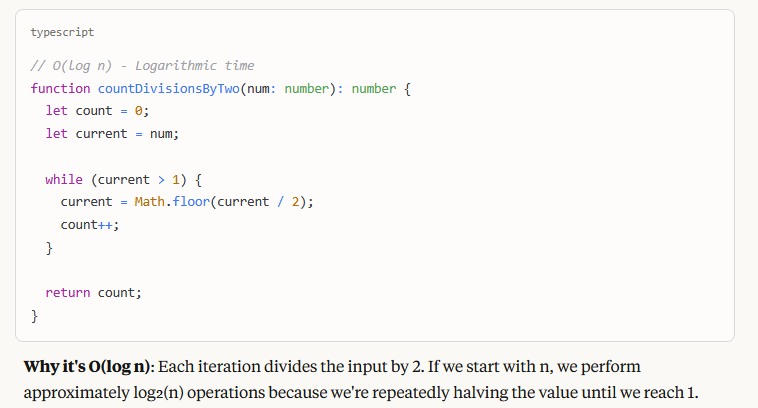 typescript
// O(log n) - Logarithmic time
function countDivisionsByTwo(num: number): number {
  let count = 0;
  let current = num;

  while (current > 1) {
    current = Math.floor(current / 2);
    count++;
  }

  return count;
}
Why it's O(log n): Each iteration divides the input by 2. If we start with n, we perform
approximately log₂(n) operations because we're repeatedly halving the value until we reach 1.